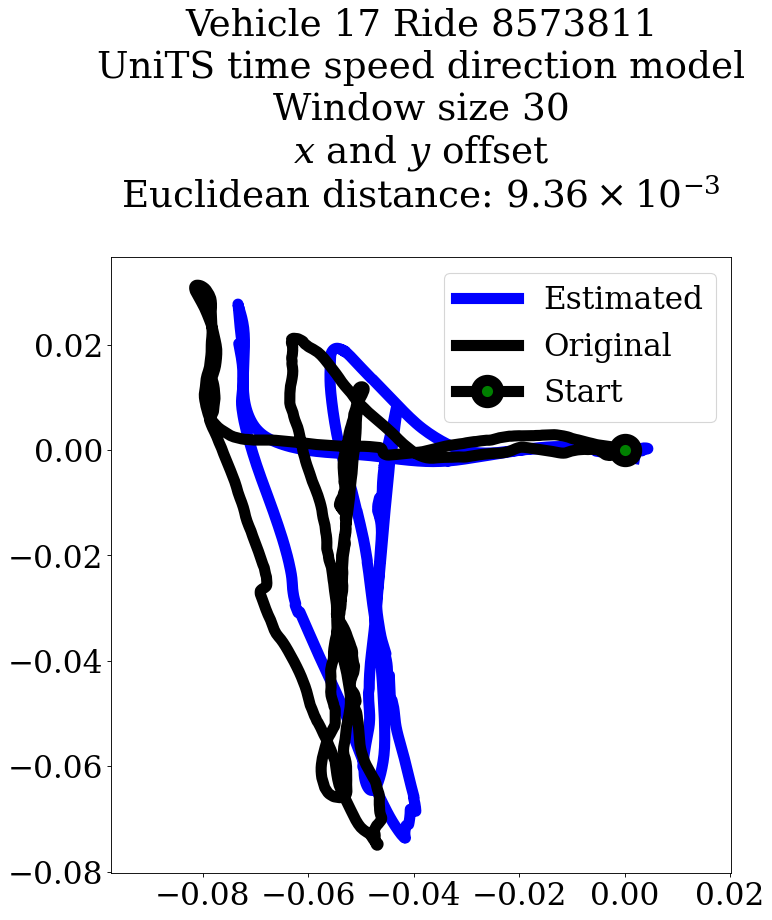 Vehicle 17 Ride 8573811
UniTS time speed direction model
Window size 30
x and y offset
Euclidean distance: 9.36 × 10⁻³
Estimated
Original
Start
0.02
0.00
−0.02
−0.04
−0.06
−0.08
−0.08 −0.06 −0.04 −0.02 0.00 0.02